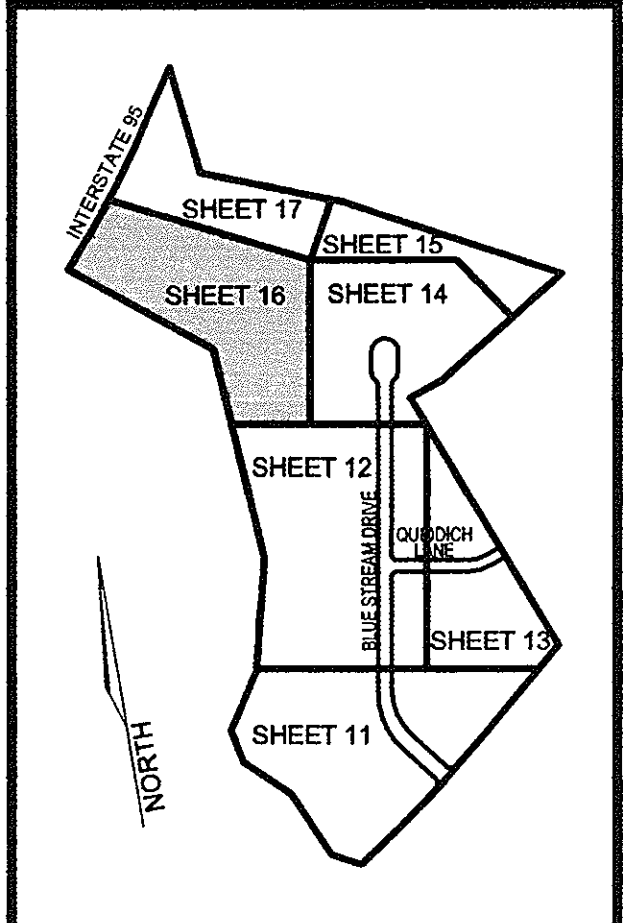 INTERSTATE 95
SHEET 17
SHEET 15
SHEET 16
SHEET 14
SHEET 12
BLUE STREAM DRIVE
QUIDDICH
LANE
SHEET 13
SHEET 11
NORTH